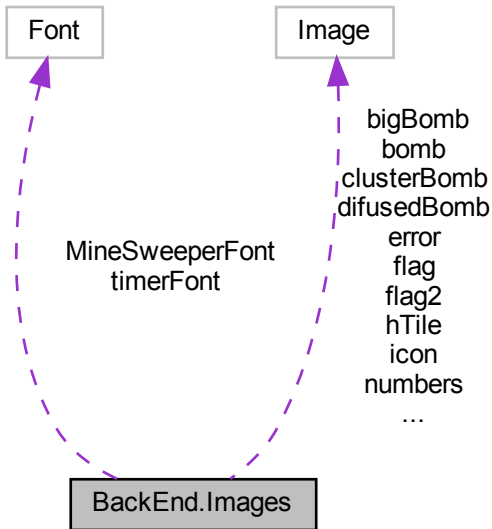 Font
Image
bigBomb
bomb
clusterBomb
difusedBomb
error
flag
flag2
hTile
icon
numbers
...
MineSweeperFont
timerFont
BackEnd.Images